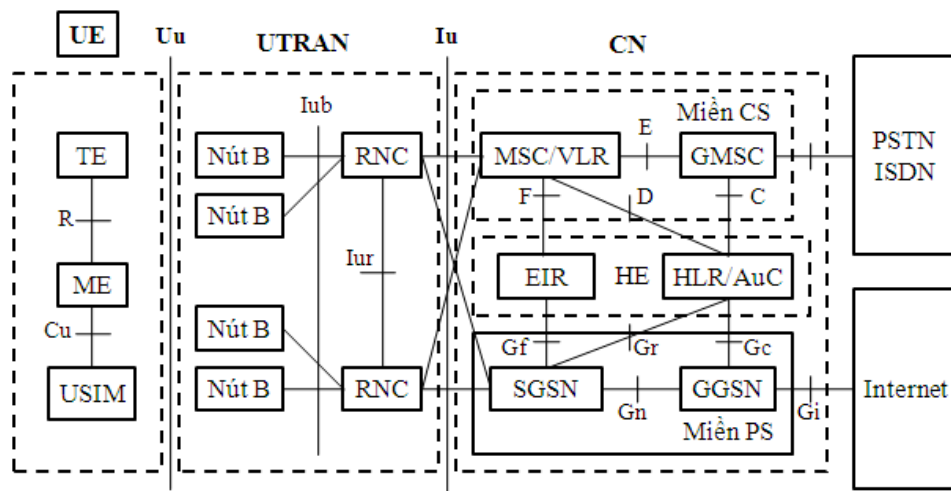 UE
Uu
UTRAN
Iu
CN
Iub
Miền CS
E
TE
Nút B
RNC
MSC/VLR
GMSC
PSTN
ISDN
R
Nút B
F
D
C
Iur
ME
EIR
HE
HLR/AuC
Cu
Nút B
Gf
Gr
Gc
USIM
Nút B
RNC
SGSN
Gn
GGSN
Gi
Internet
Miền PS